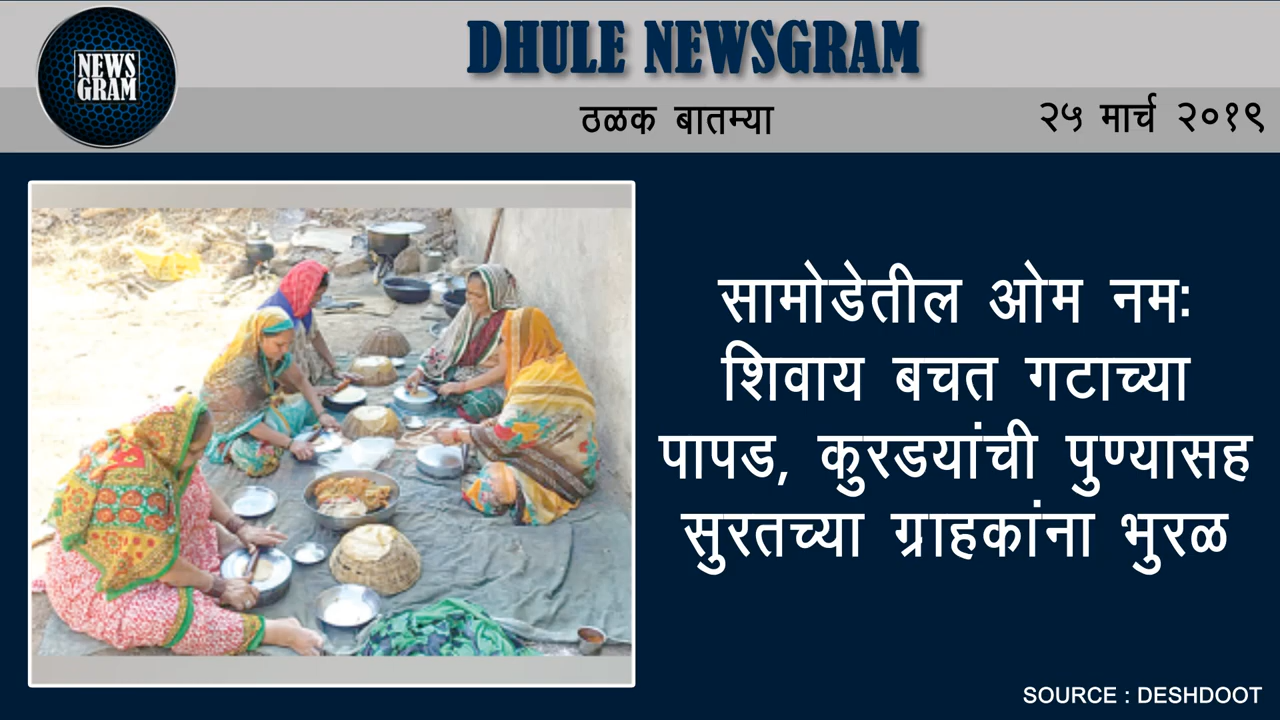 NEWS
GRAM
DHULE NEWSGRAM
ठळक बातम्या
२५ मार्च २०१९
सामोडेतील ओम नमः
शिवाय बचत गटाच्या
पापड, कुरडयांची पुण्यासह
सुरतच्या ग्राहकांना भुरळ
SOURCE : DESHDOOT